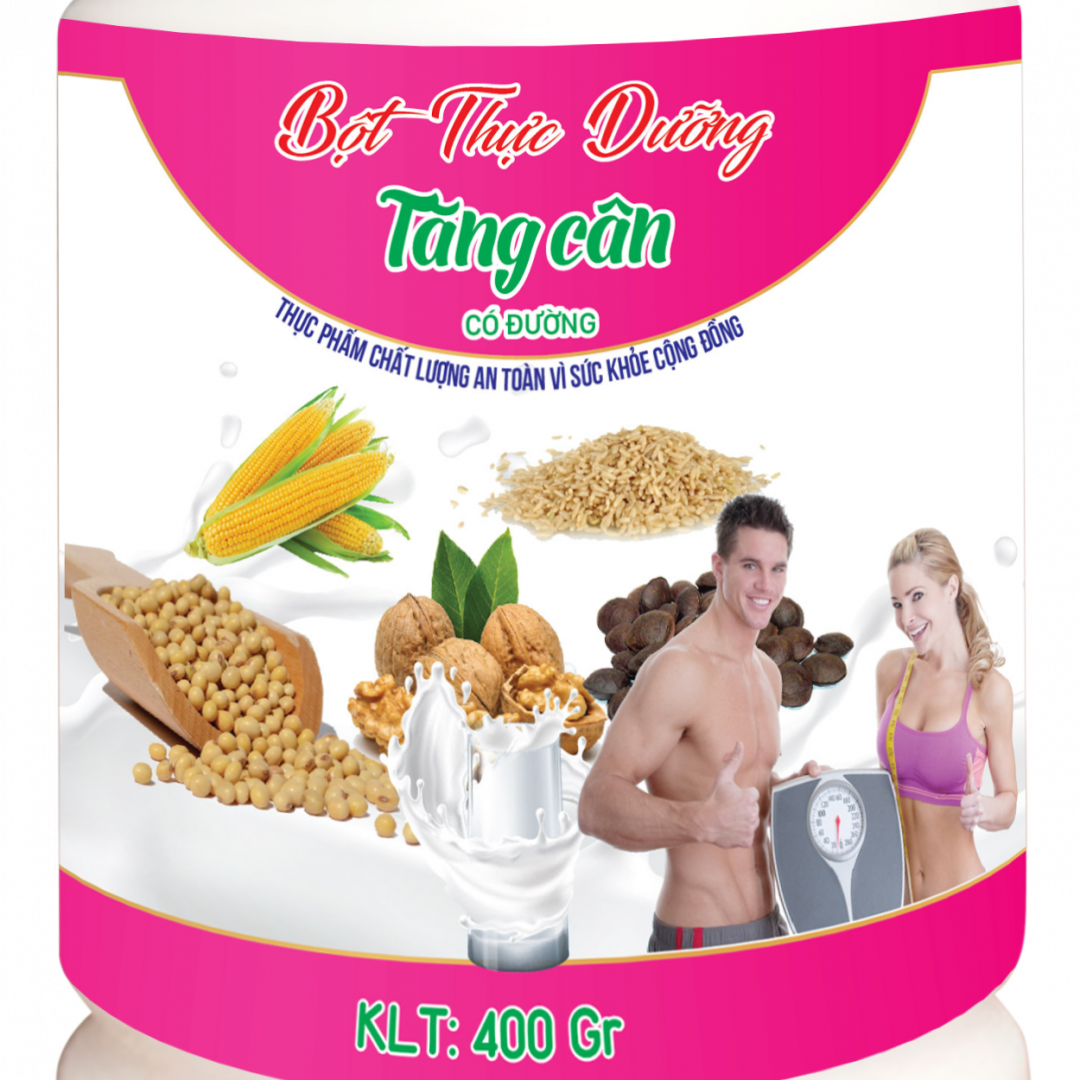 Bột Thực Dưỡng
Tăng cân
CÓ ĐƯỜNG
THỰC PHẨM CHẤT LƯỢNG AN TOÀN VÌ SỨC KHỎE CỘNG ĐỒNG
KLT: 400 Gr